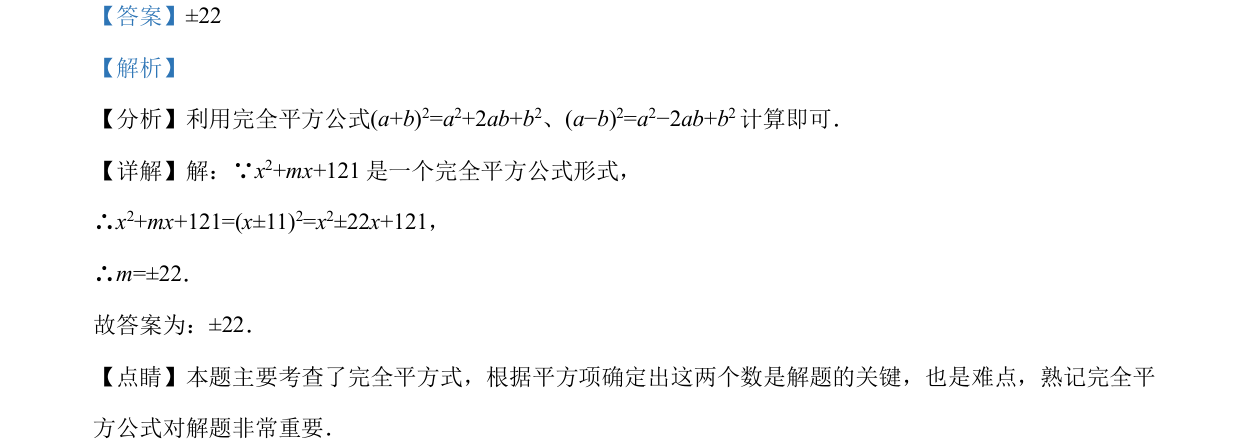 【答案】±22
【解析】
【分析】利用完全平方公式(a+b)²=a²+2ab+b²、(a−b)²=a²−2ab+b² 计算即可．
【详解】解：∵x²+mx+121 是一个完全平方公式形式，
∴x²+mx+121=(x±11)²=x²±22x+121，
∴m=±22．
故答案为：±22．
【点睛】本题主要考查了完全平方式，根据平方项确定出这两个数是解题的关键，也是难点，熟记完全平
方公式对解题非常重要．